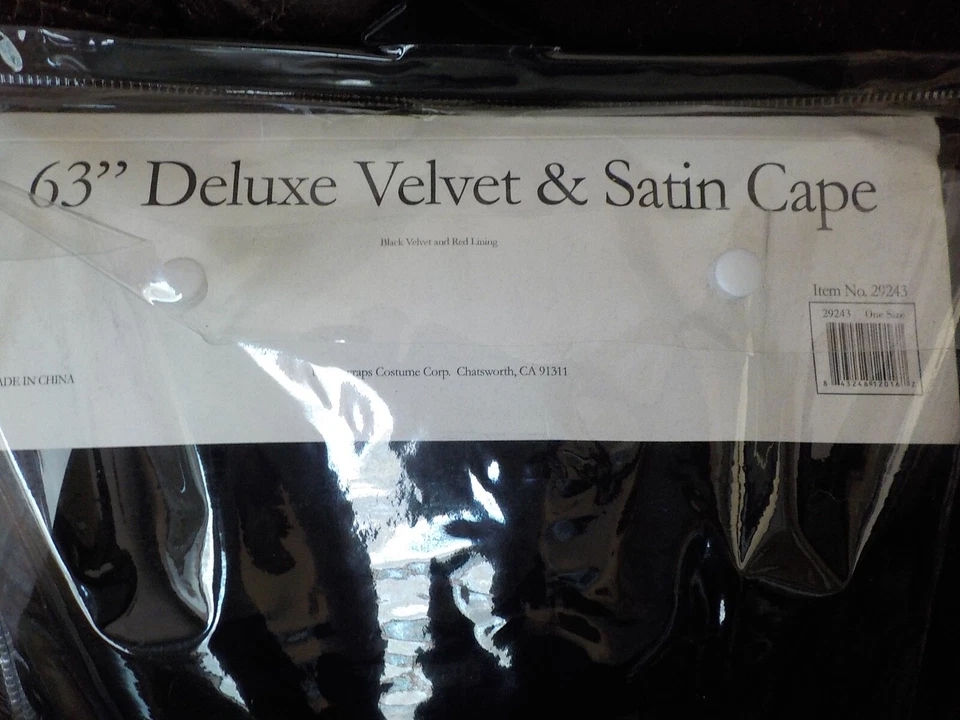 63” Deluxe Velvet & Satin Cape
Black Velvet and Red Lining
Item No. 29243
29243 One Size
Costume Corp. Chatsworth, CA 91311
IN CHINA